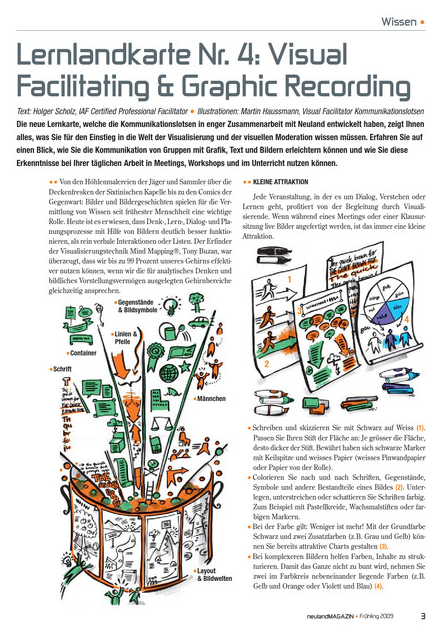 Wissen •
Lernlandkarte Nr. 4: Visual
Facilitating & Graphic Recording
Text: Holger Scholz, IAF Certified Professional Facilitator • Illustrationen: Martin Haussmann, Visual Facilitator Kommunikationslotsen
Die neue Lernkarte, welche die Kommunikationslotsen in enger Zusammenarbeit mit Neuland entwickelt haben, zeigt Ihnen
alles, was Sie für den Einstieg in die Welt der Visualisierung und der visuellen Moderation wissen müssen. Erfahren Sie auf
einen Blick, wie Sie die Kommunikation von Gruppen mit Grafik, Text und Bildern erleichtern können und wie Sie diese
Erkenntnisse bei Ihrer täglichen Arbeit in Meetings, Workshops und im Unterricht nutzen können.
•• Von den Höhlenmalereien der Jäger und Sammler über die
Deckenfresken der Sixtinischen Kapelle bis zu den Comics der
Gegenwart: Bilder und Bildergeschichten spielen für die Ver-
mittlung von Wissen seit frühester Menschheit eine wichtige
Rolle. Heute ist es erwiesen, dass Denk-, Lern-, Dialog- und Pla-
nungsprozesse mit Hilfe von Bildern deutlich besser funktio-
nieren, als rein verbale Interaktionen oder Listen. Der Erfinder
der Visualisierungstechnik Mind Mapping®, Tony Buzan, war
überzeugt, dass wir bis zu 99 Prozent unseres Gehirns effekti-
ver nutzen können, wenn wir die für analytisches Denken und
bildliches Vorstellungsvermögen ausgelegten Gehirnbereiche
gleichzeitig ansprechen.
• Gegenstände
& Bildsymbole
• Linien &
Pfeile
• Container
• Schrift
• Männchen
• Layout
& Bildwelten
•• KLEINE ATTRAKTION
Jede Veranstaltung, in der es um Dialog, Verstehen oder
Lernen geht, profitiert von der Begleitung durch Visuali-
sierende. Wenn während eines Meetings oder einer Klausur-
sitzung live Bilder angefertigt werden, ist das immer eine kleine
Attraktion.
1
2
3
4
• Schreiben und skizzieren Sie mit Schwarz auf Weiss (1).
Passen Sie Ihren Stift der Fläche an: Je grösser die Fläche,
desto dicker der Stift. Bewährt haben sich schwarze Marker
mit Keilspitze und weisses Papier (weisses Pinwandpapier
oder Papier von der Rolle).
• Colorieren Sie nach und nach Schriften, Gegenstände,
Symbole und andere Bestandteile eines Bildes (2). Unter-
legen, unterstreichen oder schattieren Sie Schriften farbig.
Zum Beispiel mit Pastellkreide, Wachsmalstiften oder far-
bigen Markern.
• Bei der Farbe gilt: Weniger ist mehr! Mit der Grundfarbe
Schwarz und zwei Zusatzfarben (z.B. Grau und Gelb) kön-
nen Sie bereits attraktive Charts gestalten (3).
• Bei komplexeren Bildern helfen Farben, Inhalte zu struk-
turieren. Damit das Ganze nicht zu bunt wird, nehmen Sie
zwei im Farbkreis nebeneinander liegende Farben (z.B.
Gelb und Orange oder Violett und Blau) (4).
neulandMAGAZIN • Frühling 2009 3